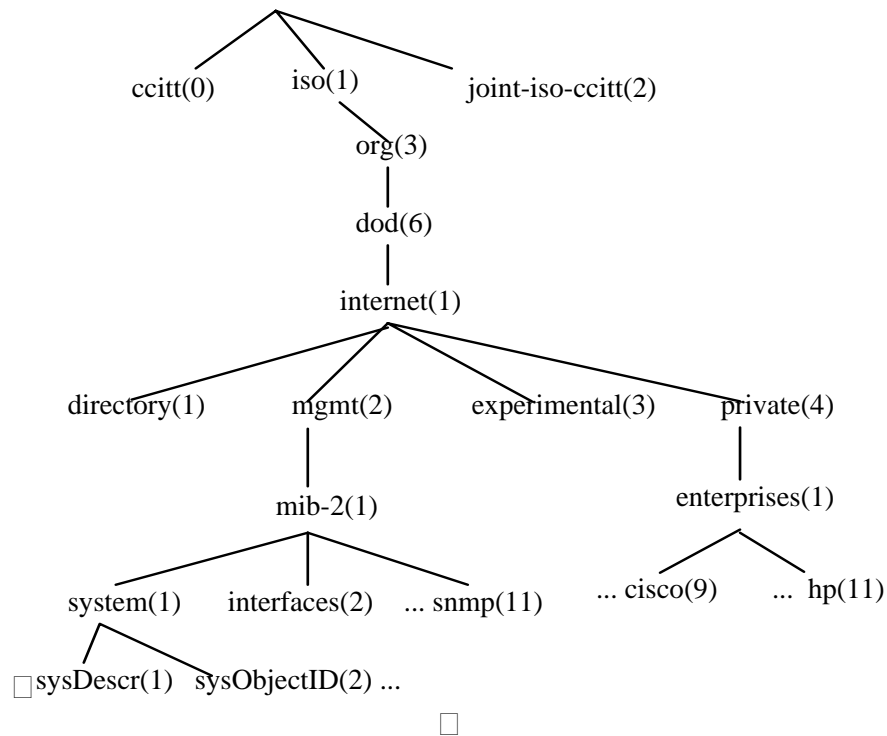 ccitt(0) iso(1) joint-iso-ccitt(2)
org(3)
dod(6)
internet(1)
directory(1) mgmt(2) experimental(3) private(4)
mib-2(1) enterprises(1)
system(1) interfaces(2) ... snmp(11) ... cisco(9) ... hp(11)
sysDescr(1) sysObjectID(2) ...